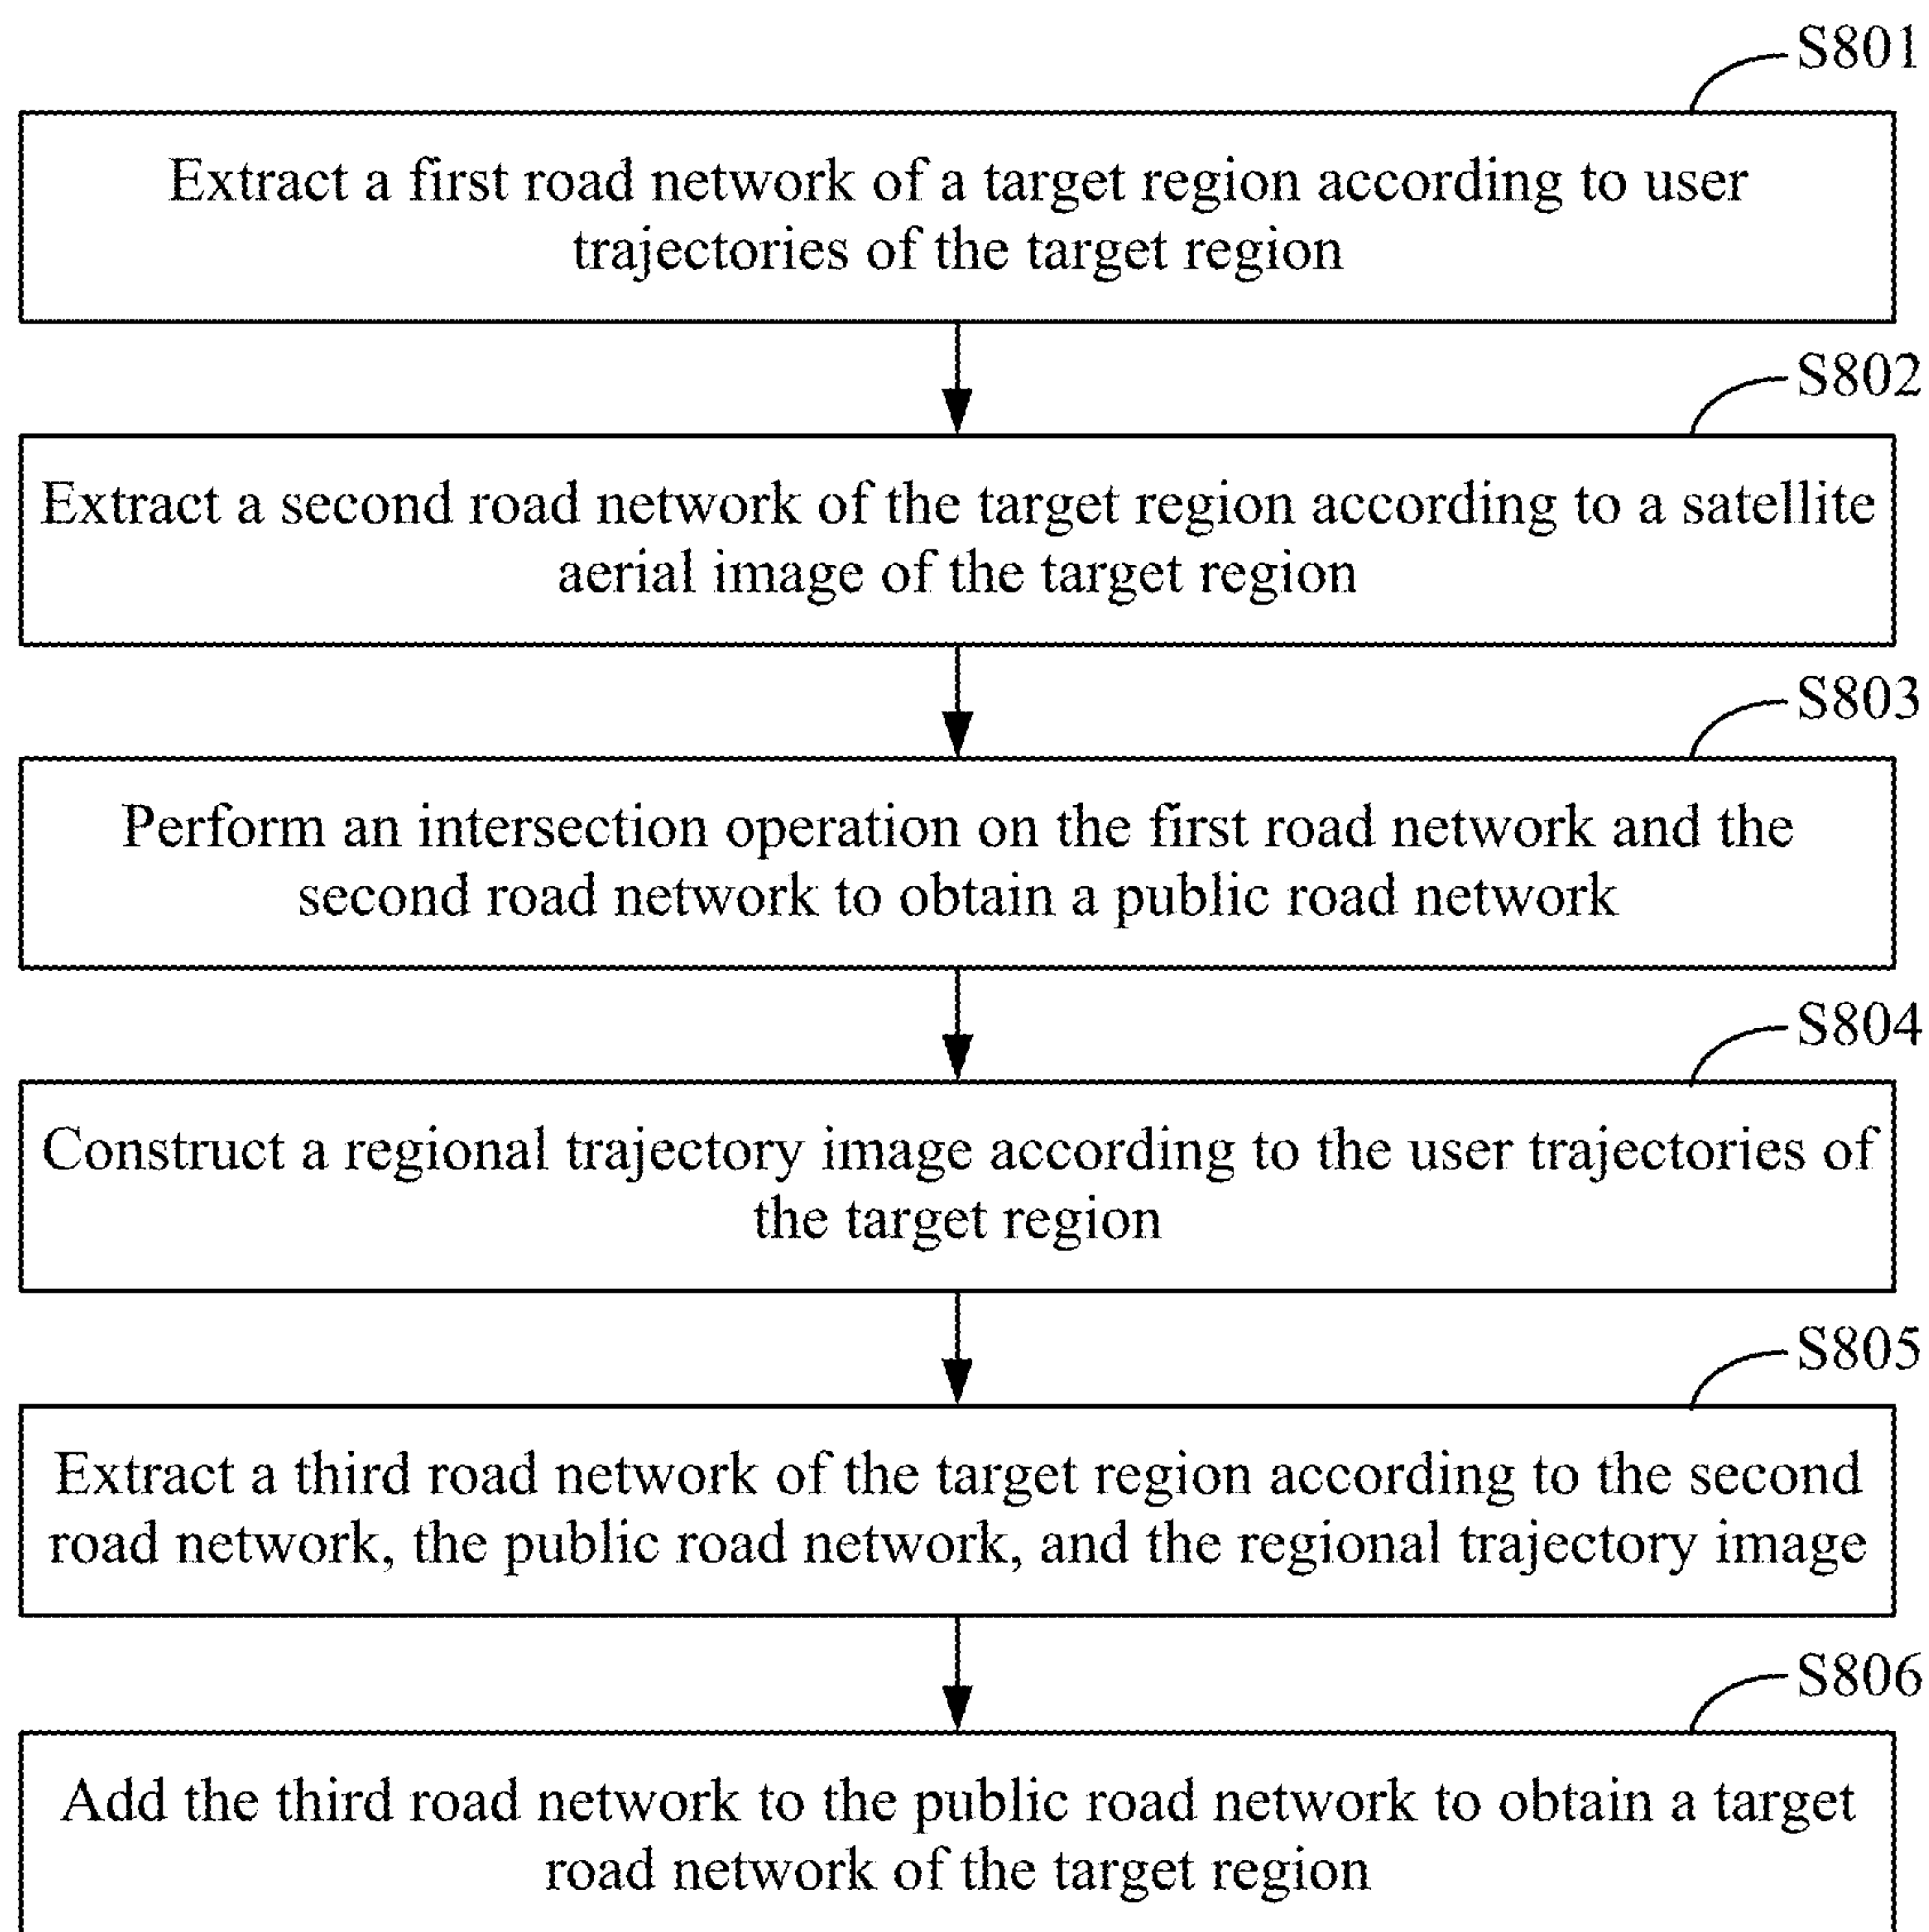 S801
Extract a first road network of a target region according to user
trajectories of the target region
S802
Extract a second road network of the target region according to a satellite
aerial image of the target region
S803
Perform an intersection operation on the first road network and the
second road network to obtain a public road network
S804
Construct a regional trajectory image according to the user trajectories of
the target region
S805
Extract a third road network of the target region according to the second
road network, the public road network, and the regional trajectory image
S806
Add the third road network to the public road network to obtain a target
road network of the target region